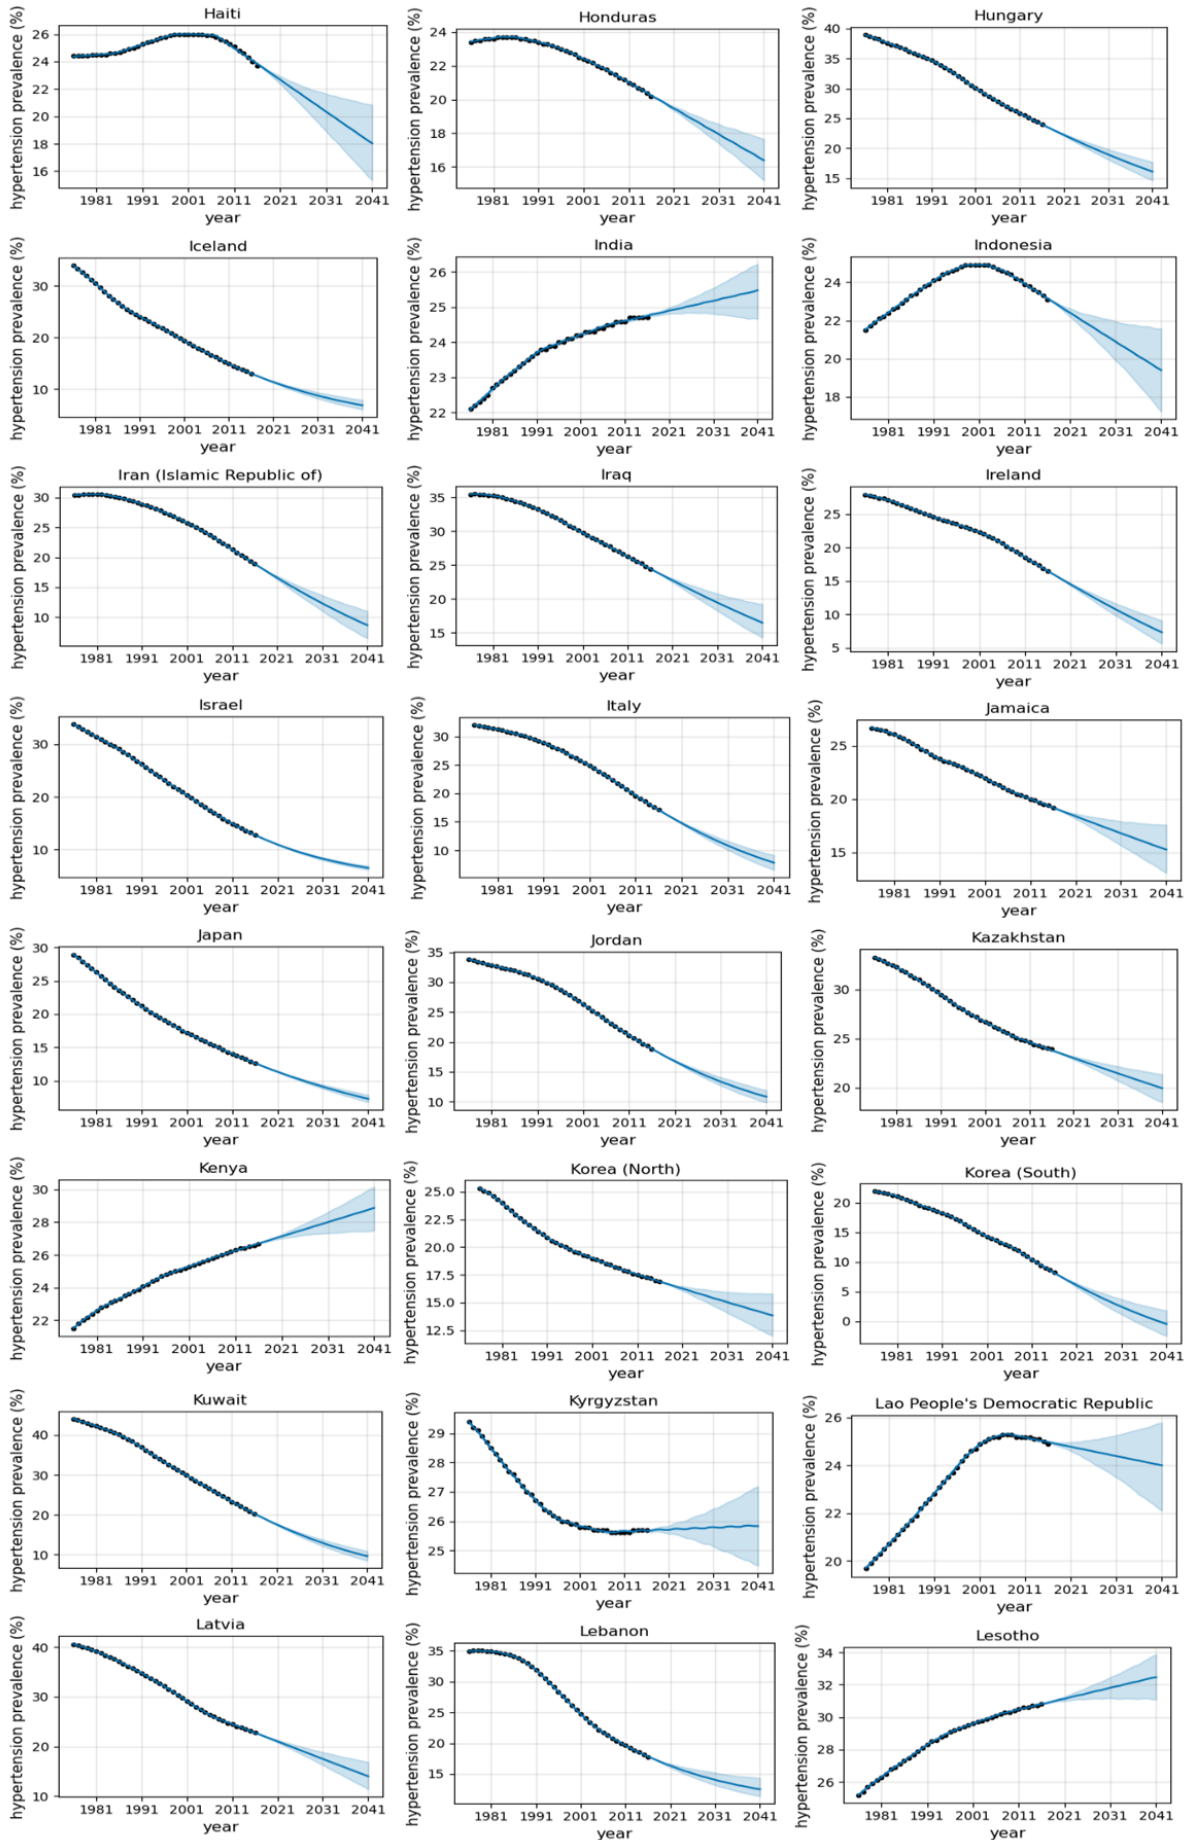 Haiti
hypertension prevalence (%)
26
24
22
20
18
16
1981 1991 2001 2011 2021 2031 2041
year
Honduras
hypertension prevalence (%)
24
22
20
18
16
1981 1991 2001 2011 2021 2031 2041
year
Hungary
hypertension prevalence (%)
40
35
30
25
20
15
1981 1991 2001 2011 2021 2031 2041
year
Iceland
hypertension prevalence (%)
30
20
10
1981 1991 2001 2011 2021 2031 2041
year
India
hypertension prevalence (%)
26
25
24
23
22
1981 1991 2001 2011 2021 2031 2041
year
Indonesia
hypertension prevalence (%)
24
22
20
18
1981 1991 2001 2011 2021 2031 2041
year
Iran (Islamic Republic of)
hypertension prevalence (%)
30
25
20
15
10
1981 1991 2001 2011 2021 2031 2041
year
Iraq
hypertension prevalence (%)
35
30
25
20
15
1981 1991 2001 2011 2021 2031 2041
year
Ireland
hypertension prevalence (%)
25
20
15
10
5
1981 1991 2001 2011 2021 2031 2041
year
Israel
hypertension prevalence (%)
30
20
10
1981 1991 2001 2011 2021 2031 2041
year
Italy
hypertension prevalence (%)
30
25
20
15
10
1981 1991 2001 2011 2021 2031 2041
year
Jamaica
hypertension prevalence (%)
25
20
15
1981 1991 2001 2011 2021 2031 2041
year
Japan
hypertension prevalence (%)
30
25
20
15
10
1981 1991 2001 2011 2021 2031 2041
year
Jordan
hypertension prevalence (%)
35
30
25
20
15
10
1981 1991 2001 2011 2021 2031 2041
year
Kazakhstan
hypertension prevalence (%)
30
25
20
1981 1991 2001 2011 2021 2031 2041
year
Kenya
hypertension prevalence (%)
30
28
26
24
22
1981 1991 2001 2011 2021 2031 2041
year
Korea (North)
hypertension prevalence (%)
25.0
22.5
20.0
17.5
15.0
12.5
1981 1991 2001 2011 2021 2031 2041
year
Korea (South)
hypertension prevalence (%)
20
15
10
5
0
1981 1991 2001 2011 2021 2031 2041
year
Kuwait
hypertension prevalence (%)
40
30
20
10
1981 1991 2001 2011 2021 2031 2041
year
Kyrgyzstan
hypertension prevalence (%)
29
28
27
26
25
1981 1991 2001 2011 2021 2031 2041
year
Lao People's Democratic Republic
hypertension prevalence (%)
26
24
22
20
1981 1991 2001 2011 2021 2031 2041
year
Latvia
hypertension prevalence (%)
40
30
20
10
1981 1991 2001 2011 2021 2031 2041
year
Lebanon
hypertension prevalence (%)
35
30
25
20
15
1981 1991 2001 2011 2021 2031 2041
year
Lesotho
hypertension prevalence (%)
34
32
30
28
26
1981 1991 2001 2011 2021 2031 2041
year